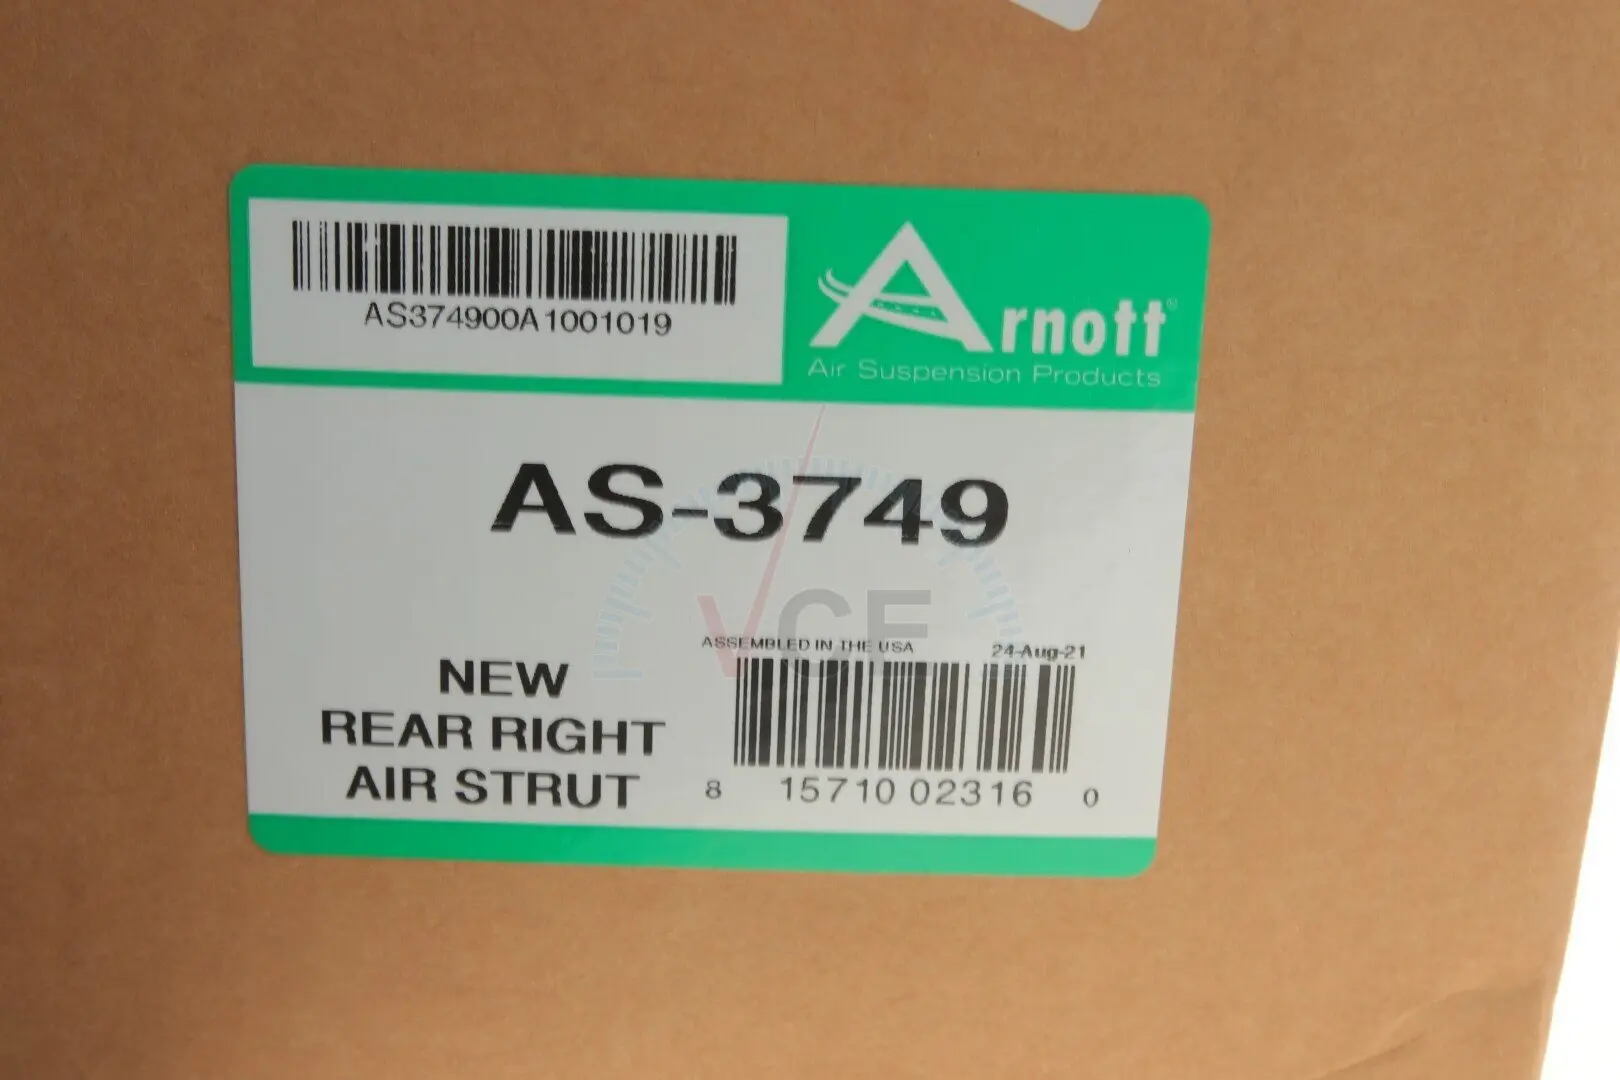 AS374900A1001019
Arnott®
Air Suspension Products
AS-3749
VCE
ASSEMBLED IN THE USA 24-Aug-21
NEW
REAR RIGHT
AIR STRUT
8 15710 02316 0